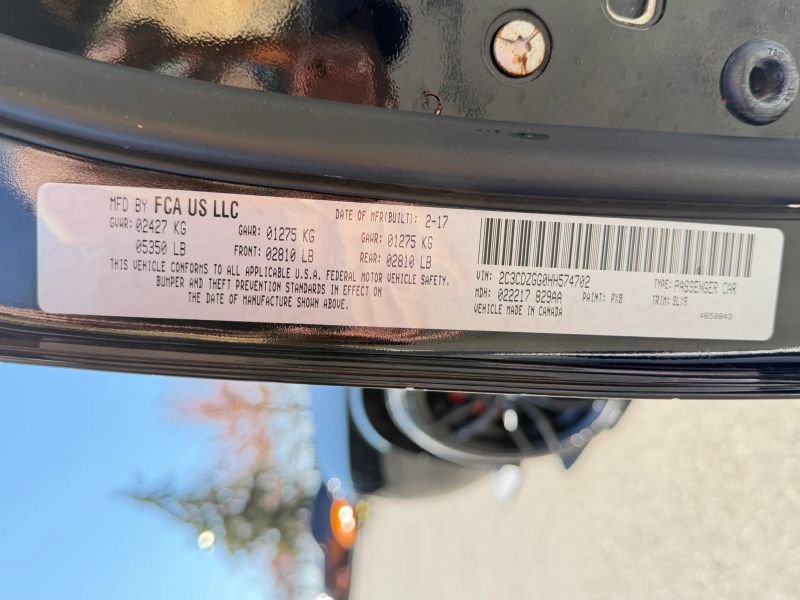 MFD BY FCA US LLC
DATE OF MFR(BUILT): 2-17
GVWR: 02427 KG
GAWR: 01275 KG
GAWR: 01275 KG
05350 LB
FRONT: 02810 LB
REAR: 02810 LB
THIS VEHICLE CONFORMS TO ALL APPLICABLE U.S.A. FEDERAL MOTOR VEHICLE SAFETY,
BUMPER AND THEFT PREVENTION STANDARDS IN EFFECT ON
THE DATE OF MANUFACTURE SHOWN ABOVE.
VIN: 2C3CDZGG0HH574702
TYPE: PASSENGER CAR
MDH: 022217 829AA
PAINT: PX8
TRIM: SLX9
VEHICLE MADE IN CANADA
4658843